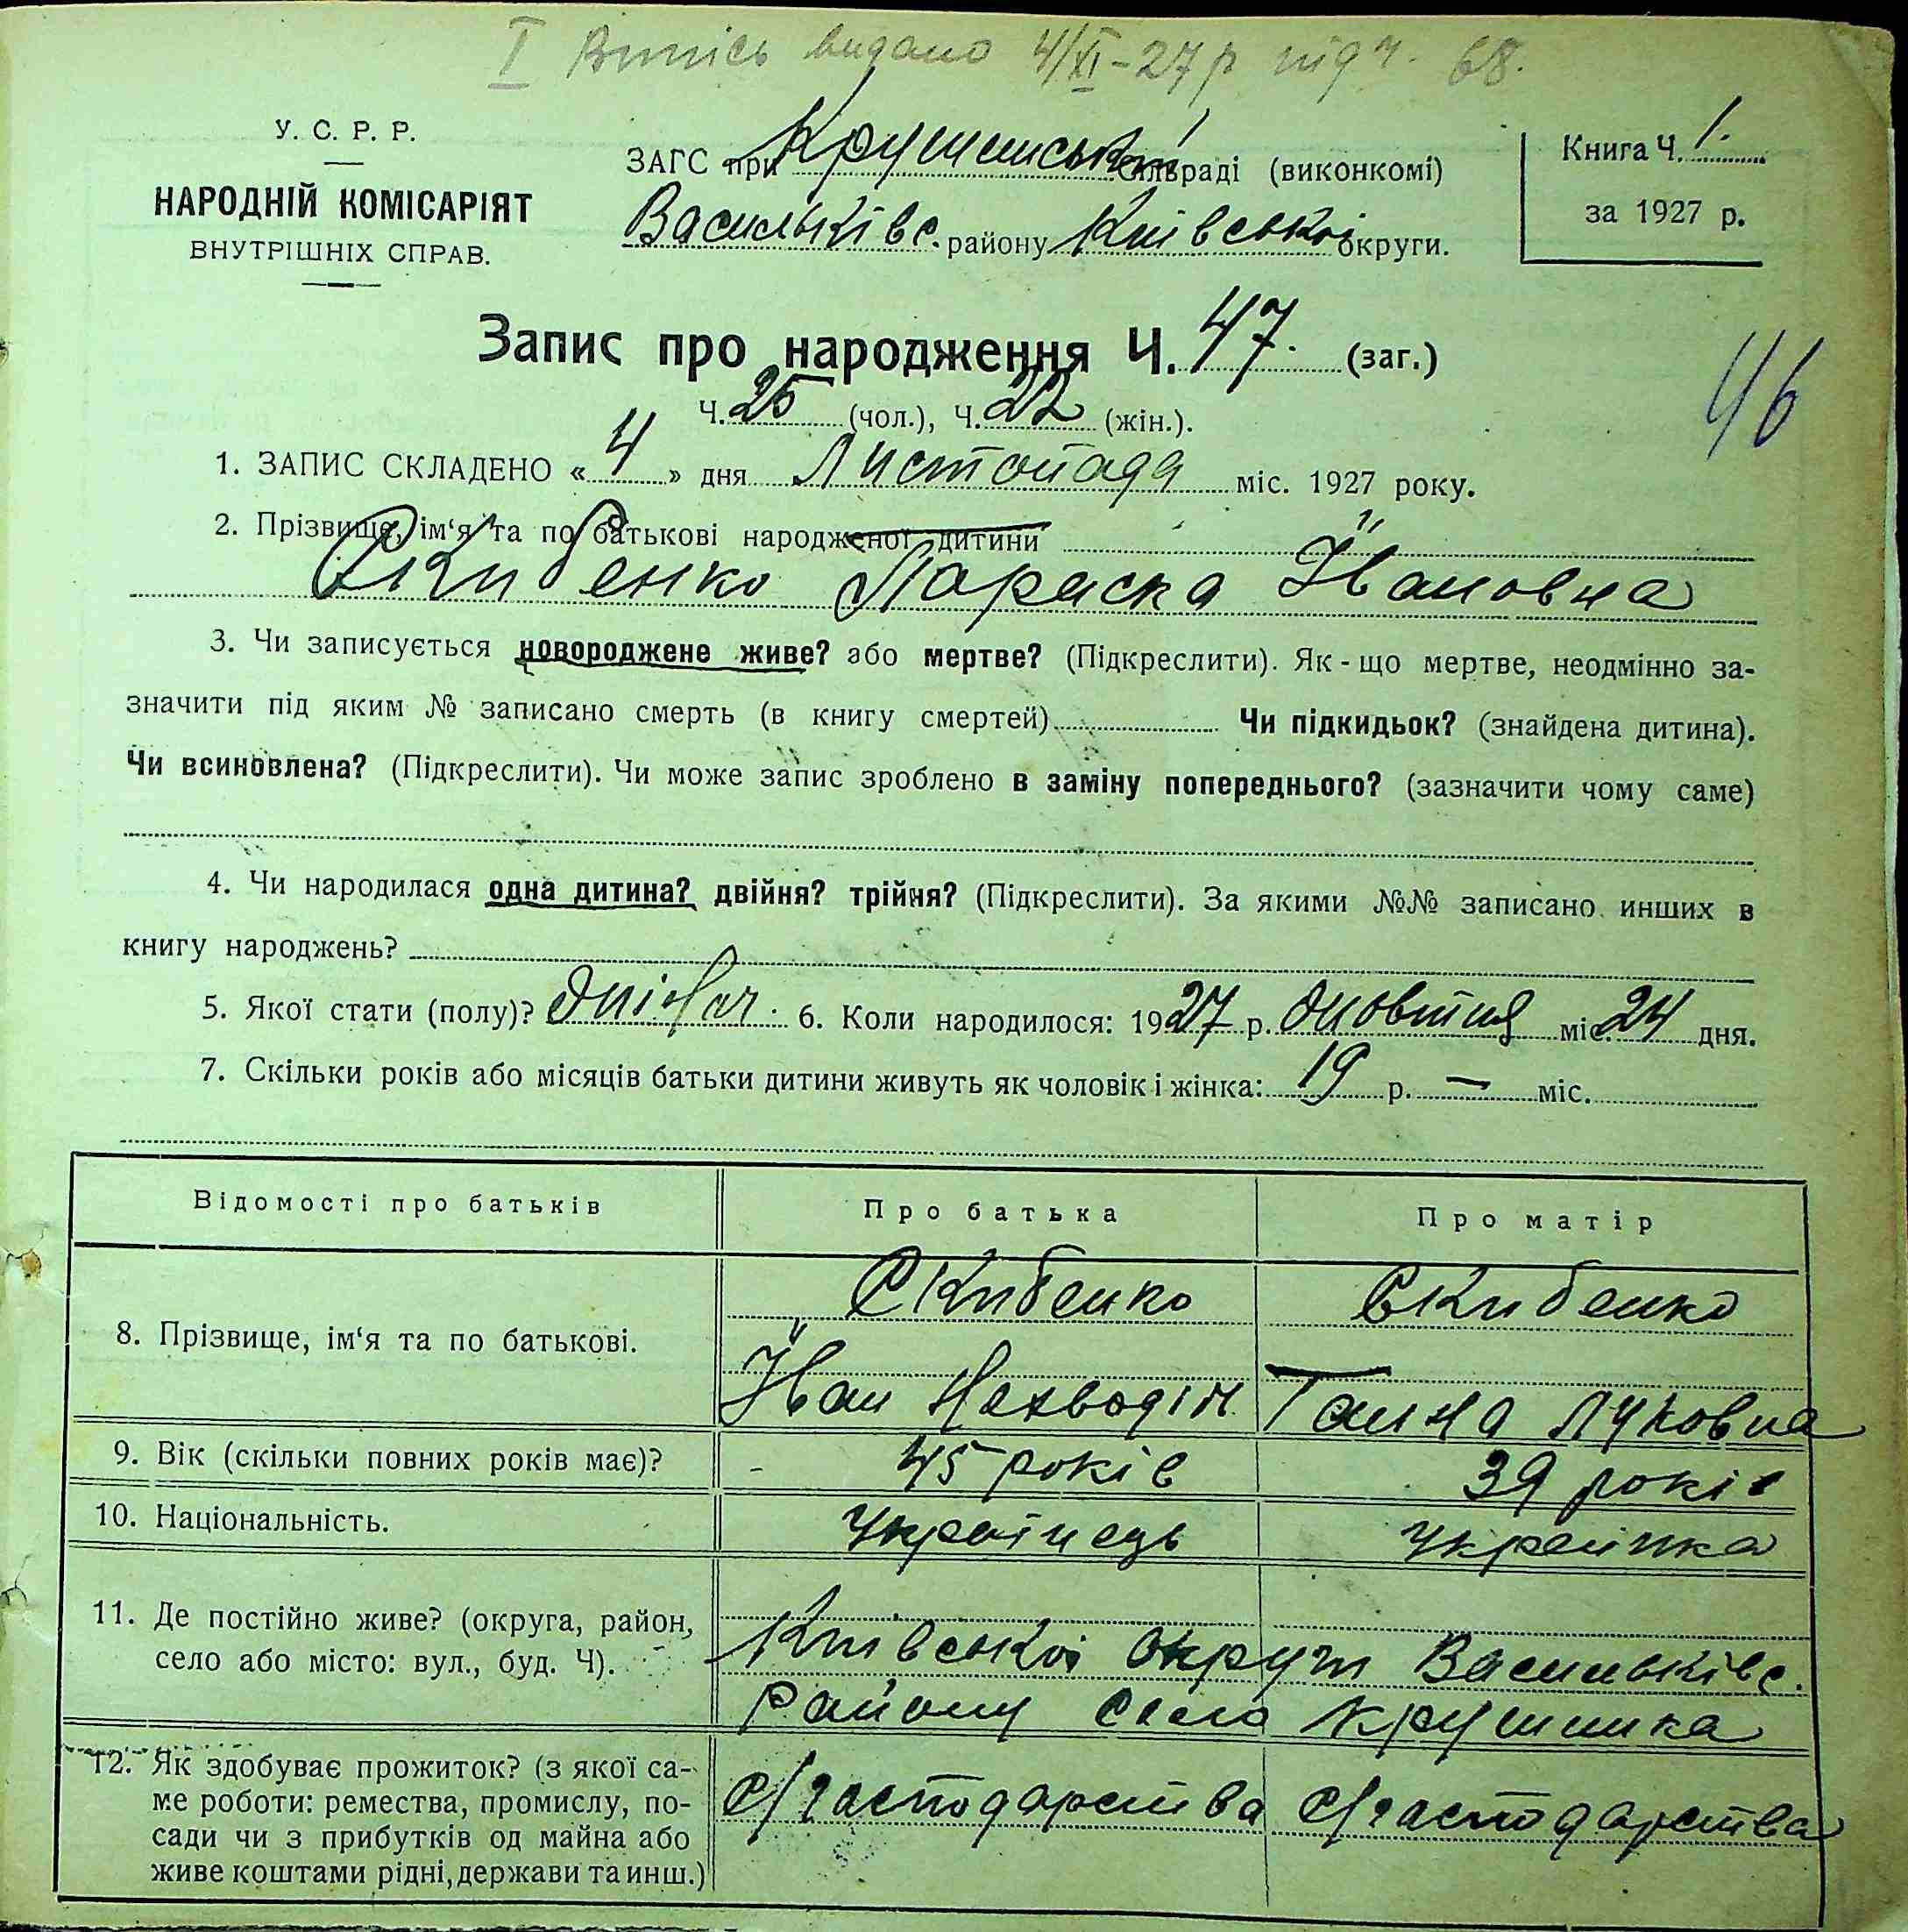 I Випісь видано 4/XI-27 р під ч. 68.
У. С. Р. Р.
НАРОДНІЙ КОМІСАРІЯТ
ВНУТРІШНІХ СПРАВ.
ЗАГС при Крушинській сільраді (виконкомі)
Васильківс. району Київської округи.
Книга Ч. 1.
за 1927 р.
Запис про народження Ч. 47. (заг.)
46
Ч. 25 (чол.), Ч. 22 (жін.).
1. ЗАПИС СКЛАДЕНО « 4 » дня Листопада міс. 1927 року.
2. Прізвище, ім'я та по батькові народженої дитини
Скибенко Параска Івановна
3. Чи записується новороджене живе? або мертве? (Підкреслити). Як-що мертве, неодмінно за-
значити під яким № записано смерть (в книгу смертей) Чи підкидьок? (знайдена дитина).
Чи всиновлена? (Підкреслити). Чи може запис зроблено в заміну попереднього? (зазначити чому саме)
4. Чи народилася одна дитина? двійня? трійня? (Підкреслити). За якими №№ записано инших в
книгу народжень?
5. Якої стати (полу)? 6. Коли народилося: 1927 р. жовтня міс. 24 дня.
7. Скільки років або місяців батьки дитини живуть як чоловік і жінка: 19 р. — міс.
Відомості про батьків Про батька Про матір
8. Прізвище, ім'я та по батькові.
Скибенко Скибенко
Іван Ганна Луковна
9. Вік (скільки повних років має)? 45 років 39 років
10. Національність. Українець Українка
11. Де постійно живе? (округа, район,
село або місто: вул., буд. Ч).
Київської округи Васильківс.
району село Крушинка
12. Як здобуває прожиток? (з якої са-
ме роботи: ремества, промислу, по-
сади чи з прибутків од майна або
живе коштами рідні, держави та инш.)
с/господарства с/господарства